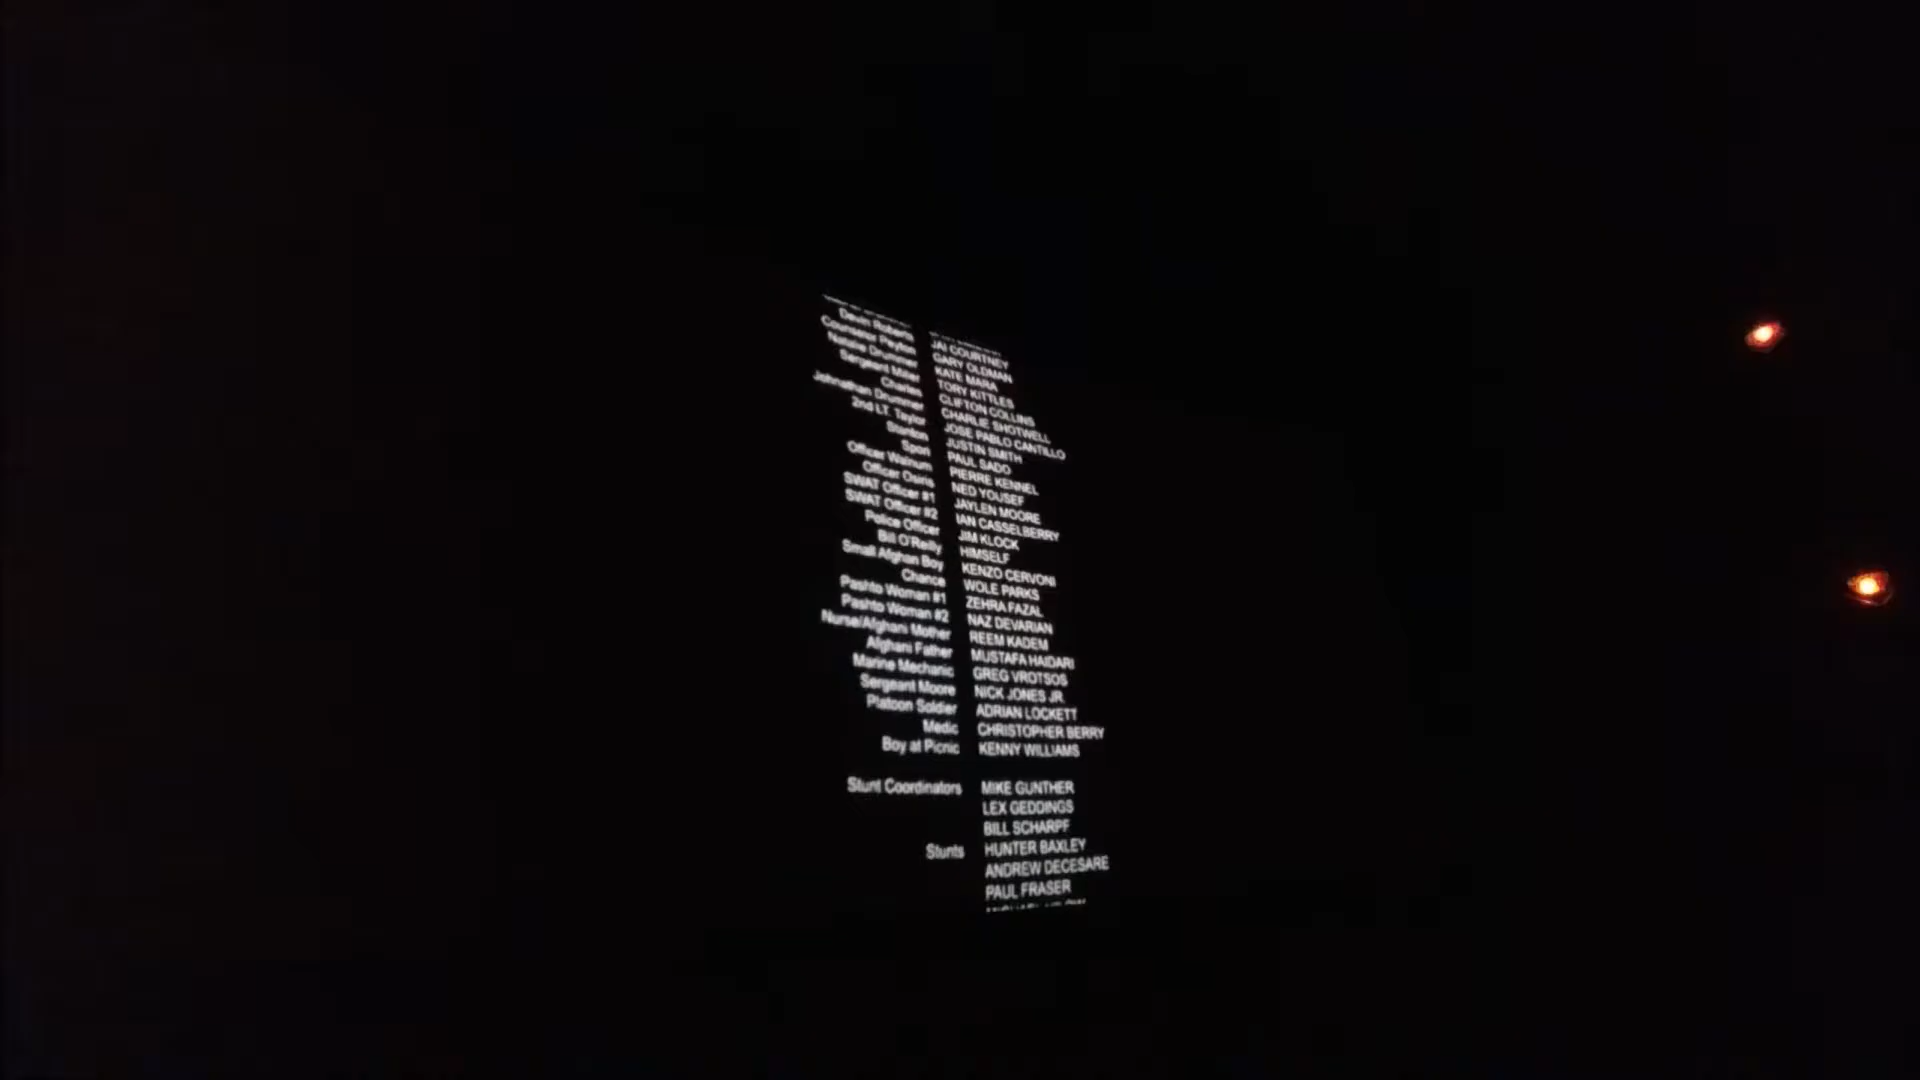 Devin Roberts JAI COURTNEY
Counselor Peyton GARY OLDMAN
Natalie Drummer KATE MARA
Sergeant Miller TORY KITTLES
Charles CLIFTON COLLINS
Johnathan Drummer CHARLIE SHOTWELL
2nd LT. Taylor JOSE PABLO CANTILLO
Stanton JUSTIN SMITH
Spon PAUL SADO
Officer Walnum PIERRE KENNEL
Officer Osiris NED YOUSEF
SWAT Officer #1 JAYLEN MOORE
SWAT Officer #2 IAN CASSELBERRY
Police Officer JIM KLOCK
Bill O'Reilly HIMSELF
Small Afghan Boy KENZO CERVONI
Chance WOLE PARKS
Pashto Woman #1 ZEHRA FAZAL
Pashto Woman #2 NAZ DEVARIAN
Nurse/Afghani Mother REEM KADEM
Afghani Father MUSTAFA HAIDARI
Marine Mechanic GREG VROTSOS
Sergeant Moore NICK JONES JR.
Platoon Soldier ADRIAN LOCKETT
Medic CHRISTOPHER BERRY
Boy at Picnic KENNY WILLIAMS
Stunt Coordinators MIKE GUNTHER
LEX GEDDINGS
BILL SCHARPF
Stunts HUNTER BAXLEY
ANDREW DECESARE
PAUL FRASER